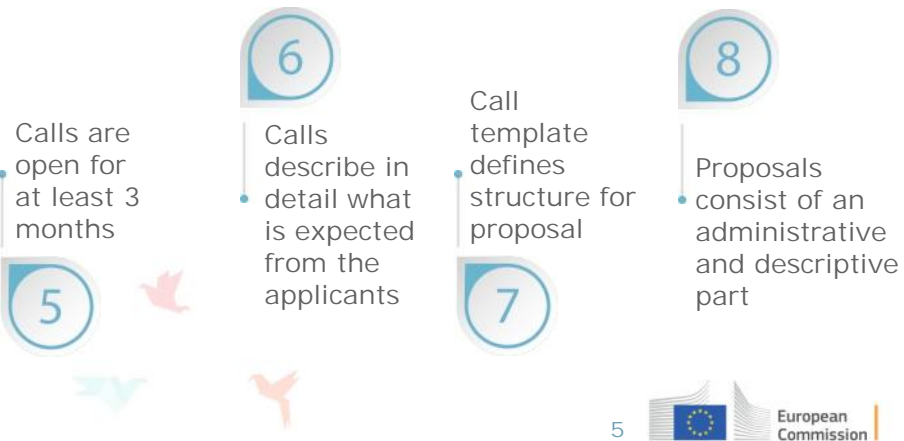 Calls are
open for
at least 3
months
5
6
Calls
describe in
detail what
is expected
from the
applicants
Call
template
defines
structure for
proposal
7
8
Proposals
consist of an
administrative
and descriptive
part
5
European
Commission